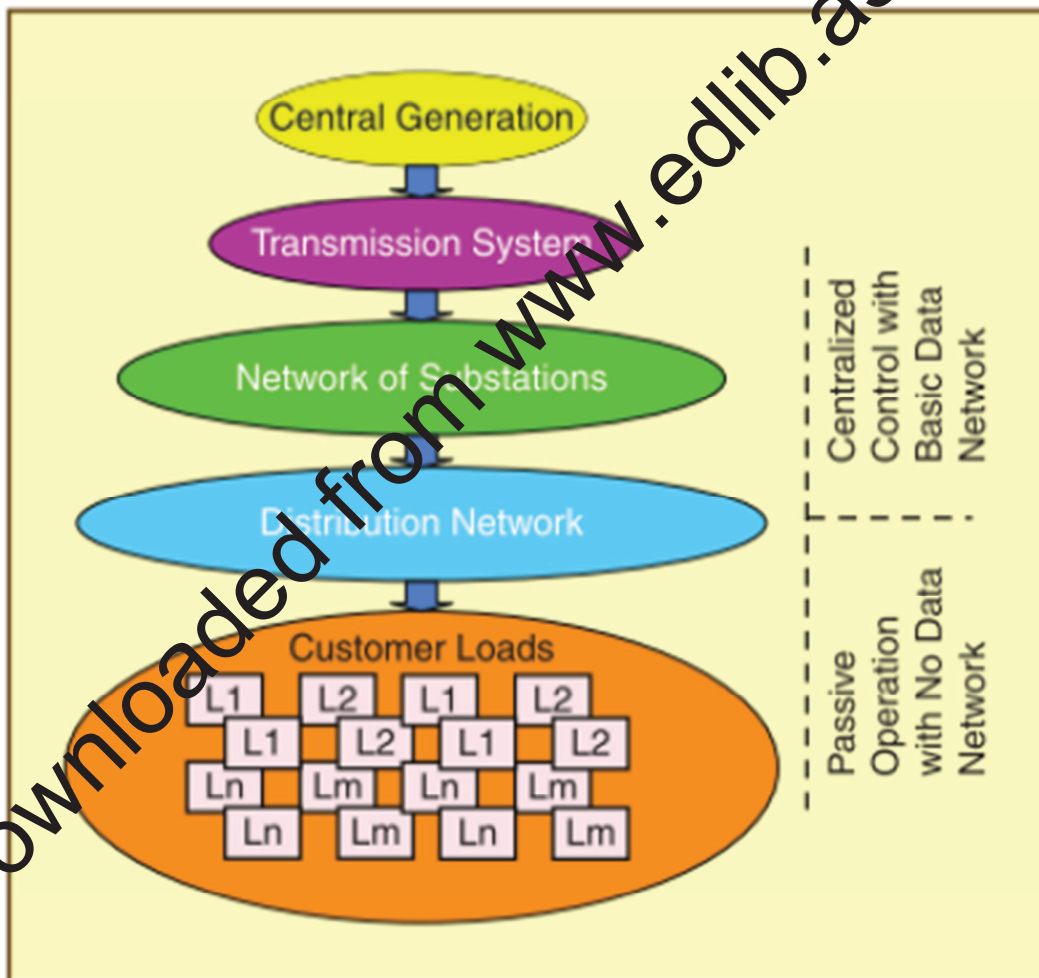 Central Generation
Transmission System
Network of Substations
Distribution Network
Customer Loads
L1 L2 L1 L2
L1 L2 L1 L2
Ln Lm Ln Lm
Ln Lm Ln Lm
Centralized
Control with
Basic Data
Network
Passive
Operation
with No Data
Network
ownloaded from www.edlib.as